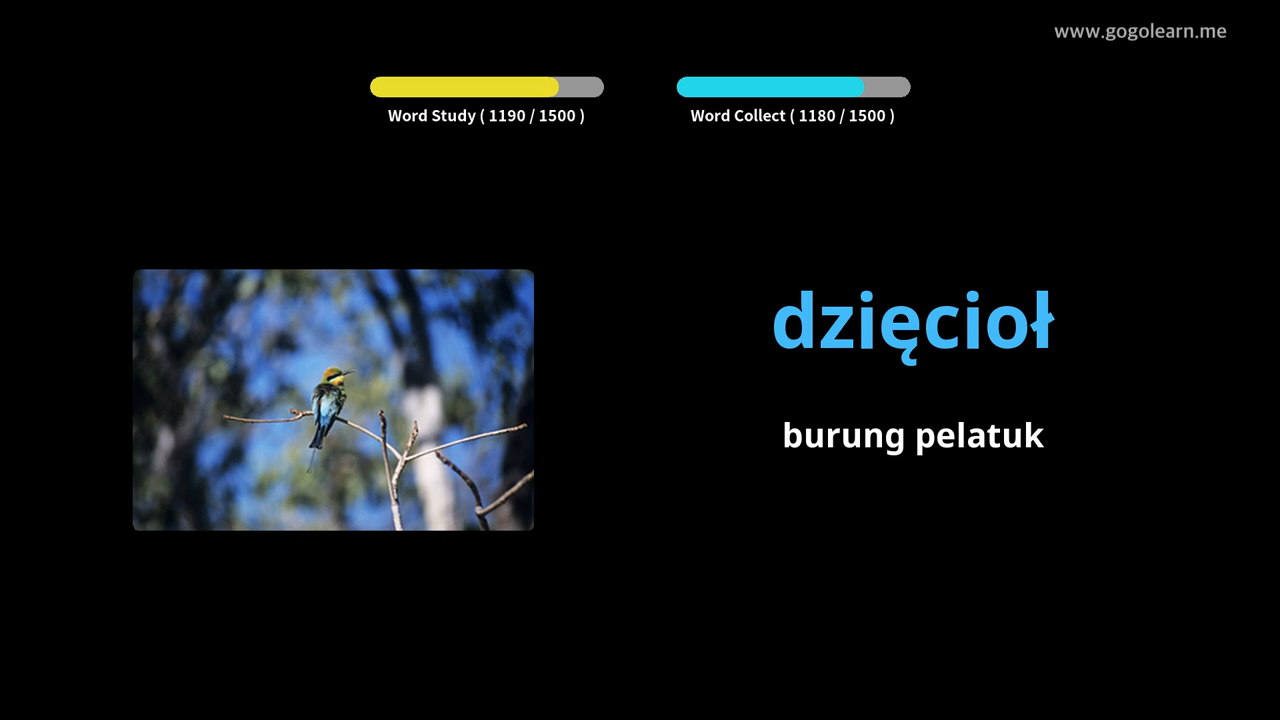 www.gogolearn.me
Word Study ( 1190 / 1500 )
Word Collect ( 1180 / 1500 )
dzięcioł
burung pelatuk